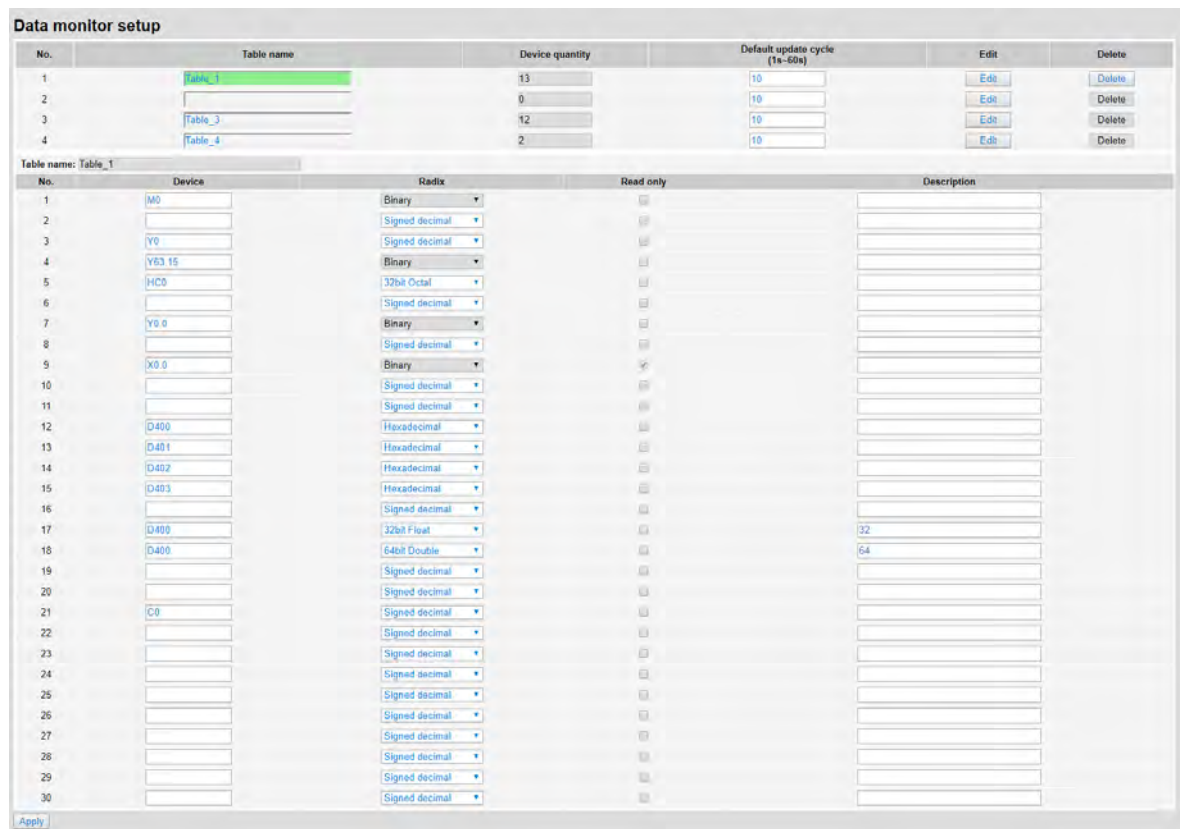 Data monitor setup
No. Table name Device quantity Default update cycle (1s~60s) Edit Delete
1 Table_1 13 10 Edit Delete
2 0 10 Edit Delete
3 Table_3 12 10 Edit Delete
4 Table_4 2 10 Edit Delete
Table name: Table_1
No. Device Radix Read only Description
1 M0 Binary
2 Signed decimal
3 Y0 Signed decimal
4 Y63.15 Binary
5 HC0 32bit Octal
6 Signed decimal
7 Y0.0 Binary
8 Signed decimal
9 X0.0 Binary
10 Signed decimal
11 Signed decimal
12 D400 Hexadecimal
13 D401 Hexadecimal
14 D402 Hexadecimal
15 D403 Hexadecimal
16 Signed decimal
17 D400 32bit Float 32
18 D400 64bit Double 64
19 Signed decimal
20 Signed decimal
21 C0 Signed decimal
22 Signed decimal
23 Signed decimal
24 Signed decimal
25 Signed decimal
26 Signed decimal
27 Signed decimal
28 Signed decimal
29 Signed decimal
30 Signed decimal
Apply